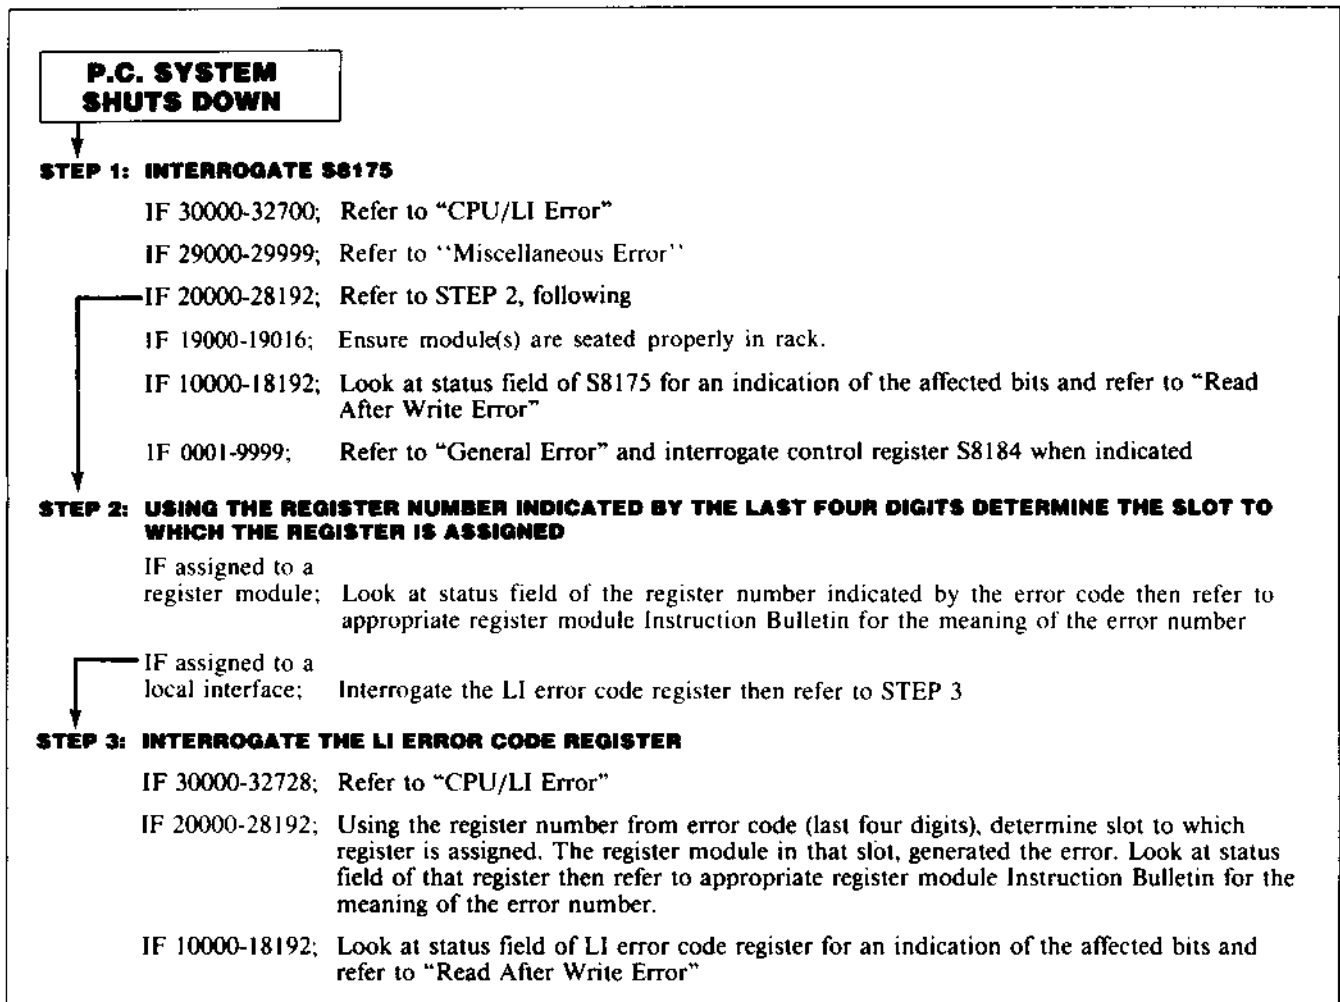 P.C. SYSTEM
SHUTS DOWN
STEP 1: INTERROGATE S8175
IF 30000-32700; Refer to “CPU/LI Error”
IF 29000-29999; Refer to ‘‘Miscellaneous Error’’
IF 20000-28192; Refer to STEP 2, following
IF 19000-19016; Ensure module(s) are seated properly in rack.
IF 10000-18192; Look at status field of S8175 for an indication of the affected bits and refer to “Read
After Write Error”
IF 0001-9999; Refer to “General Error” and interrogate control register S8184 when indicated
STEP 2: USING THE REGISTER NUMBER INDICATED BY THE LAST FOUR DIGITS DETERMINE THE SLOT TO
WHICH THE REGISTER IS ASSIGNED
IF assigned to a
register module; Look at status field of the register number indicated by the error code then refer to
appropriate register module Instruction Bulletin for the meaning of the error number
IF assigned to a
local interface; Interrogate the LI error code register then refer to STEP 3
STEP 3: INTERROGATE THE LI ERROR CODE REGISTER
IF 30000-32728; Refer to “CPU/LI Error”
IF 20000-28192; Using the register number from error code (last four digits), determine slot to which
register is assigned. The register module in that slot, generated the error. Look at status
field of that register then refer to appropriate register module Instruction Bulletin for the
meaning of the error number.
IF 10000-18192; Look at status field of LI error code register for an indication of the affected bits and
refer to “Read After Write Error”